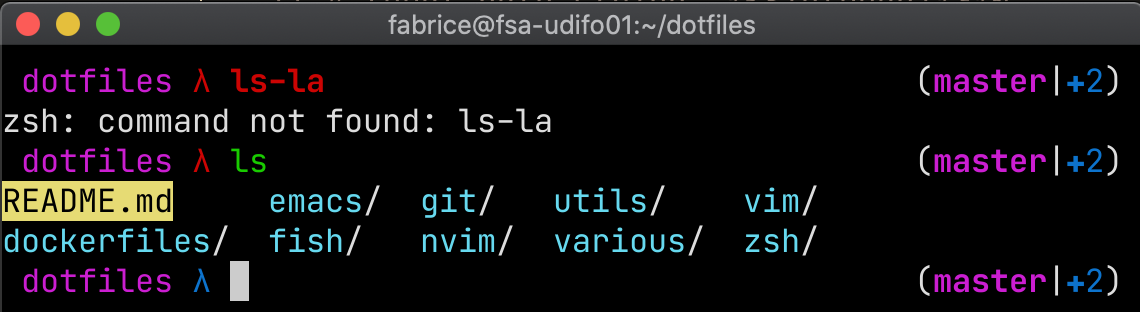 fabrice@fsa-udifo01:~/dotfiles
dotfiles λ ls-la (master|+2)
zsh: command not found: ls-la
dotfiles λ ls (master|+2)
README.md emacs/ git/ utils/ vim/
dockerfiles/ fish/ nvim/ various/ zsh/
dotfiles λ (master|+2)